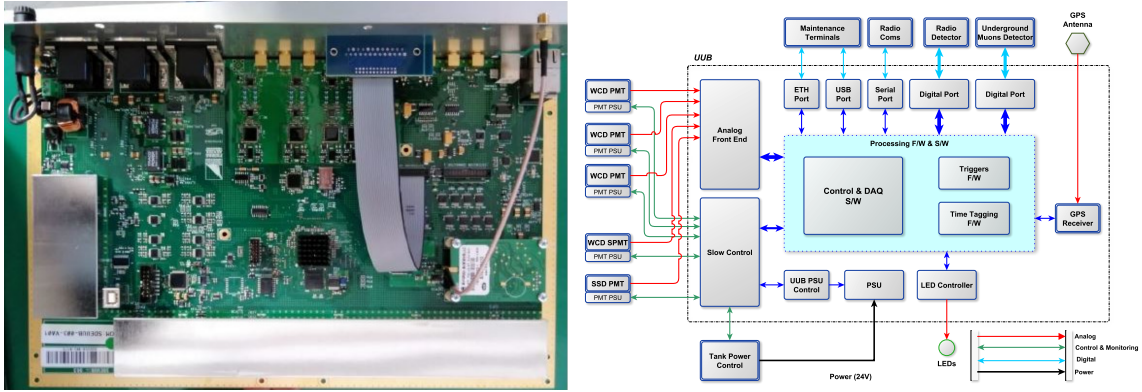 UUB
Maintenance
Terminals
Radio
Coms
Radio
Detector
Underground
Muons Detector
GPS
Antenna
ETH
Port
USB
Port
Serial
Port
Digital Port
Digital Port
WCD PMT
PMT PSU
WCD PMT
PMT PSU
WCD PMT
PMT PSU
WCD SPMT
PMT PSU
SSD PMT
PMT PSU
Analog
Front End
Slow Control
Processing F/W & S/W
Control & DAQ
S/W
Triggers
F/W
Time Tagging
F/W
GPS
Receiver
UUB PSU
Control
PSU
LED Controller
Tank Power
Control
Power (24V)
LEDs
Analog
Control & Monitoring
Digital
Power